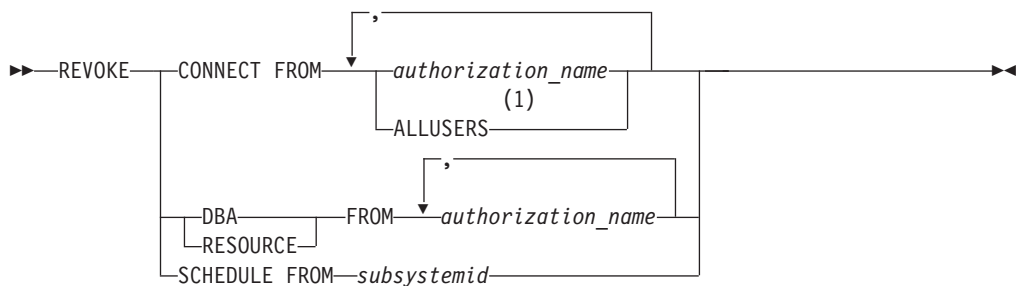 ,
REVOKE CONNECT FROM authorization_name
(1)
ALLUSERS
,
DBA FROM authorization_name
RESOURCE
SCHEDULE FROM subsystemid